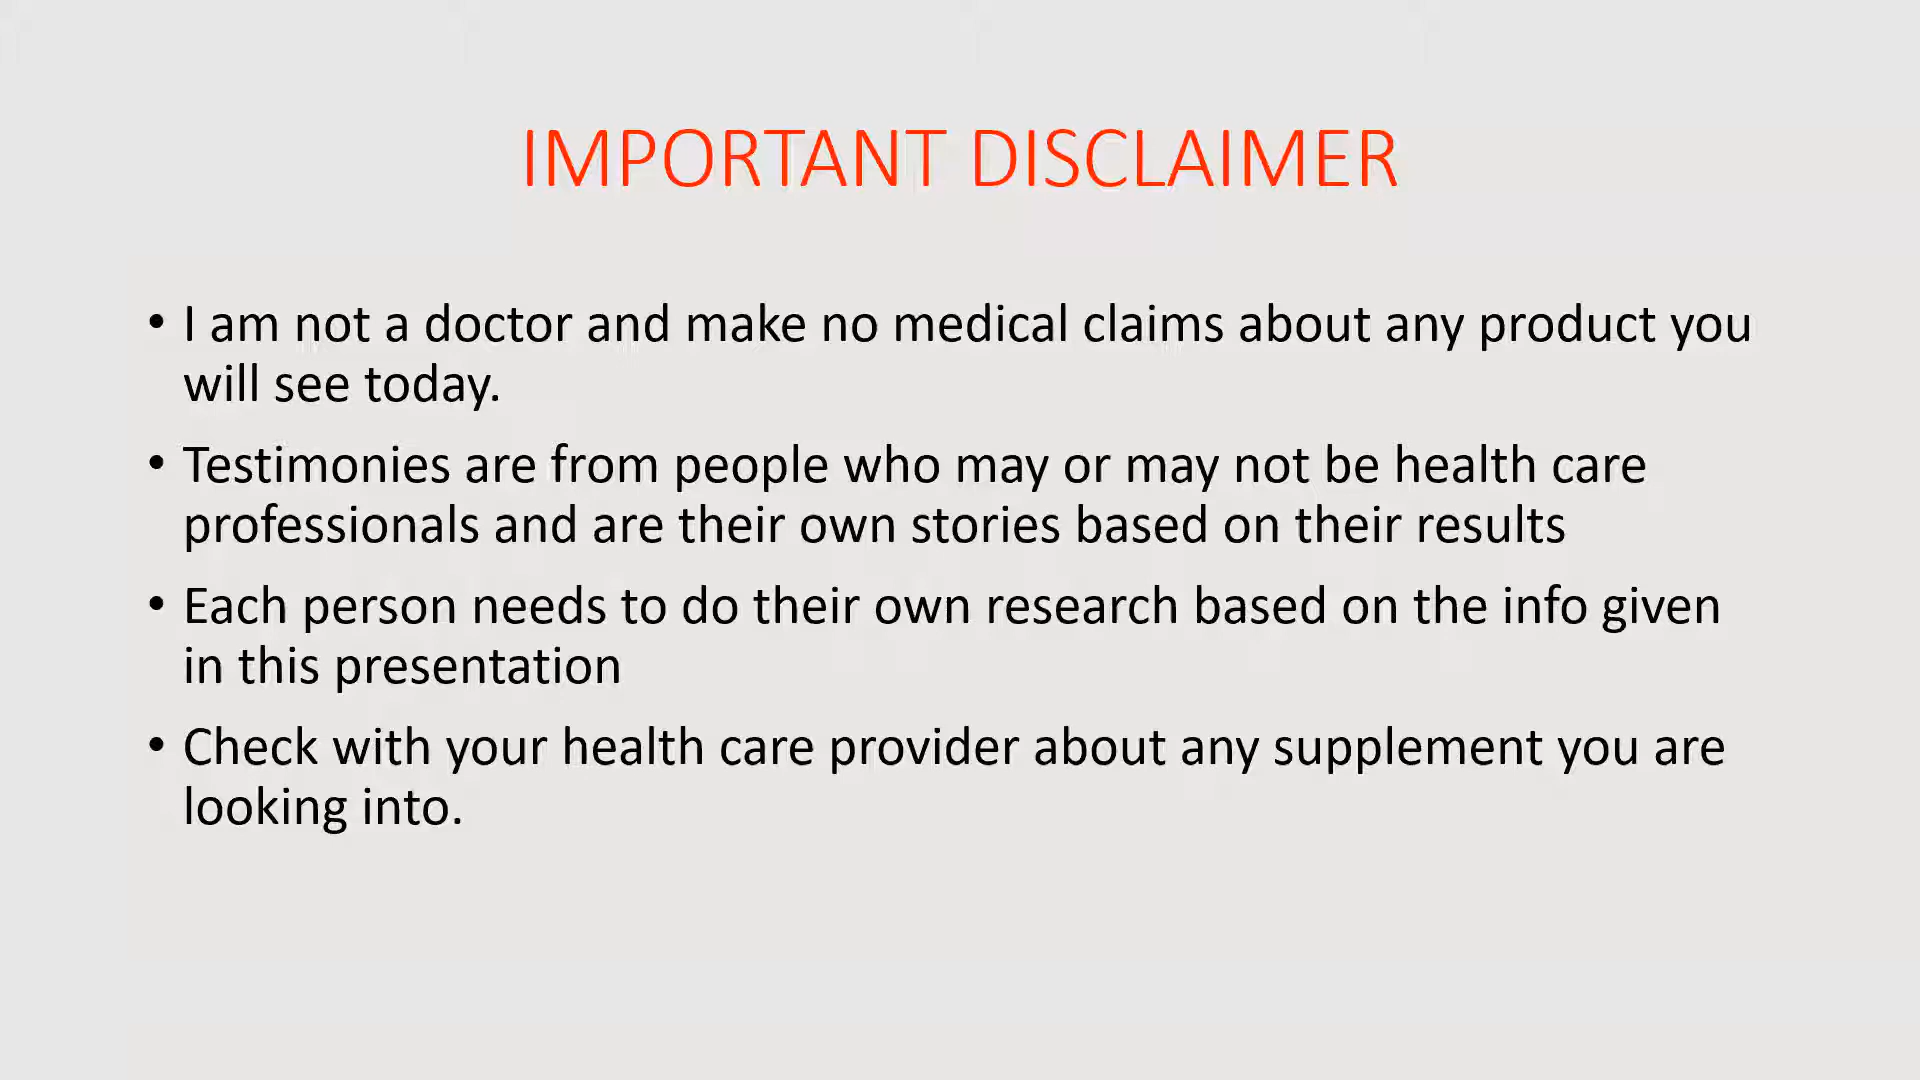 IMPORTANT DISCLAIMER
• I am not a doctor and make no medical claims about any product you
will see today.
• Testimonies are from people who may or may not be health care
professionals and are their own stories based on their results
• Each person needs to do their own research based on the info given
in this presentation
• Check with your health care provider about any supplement you are
looking into.